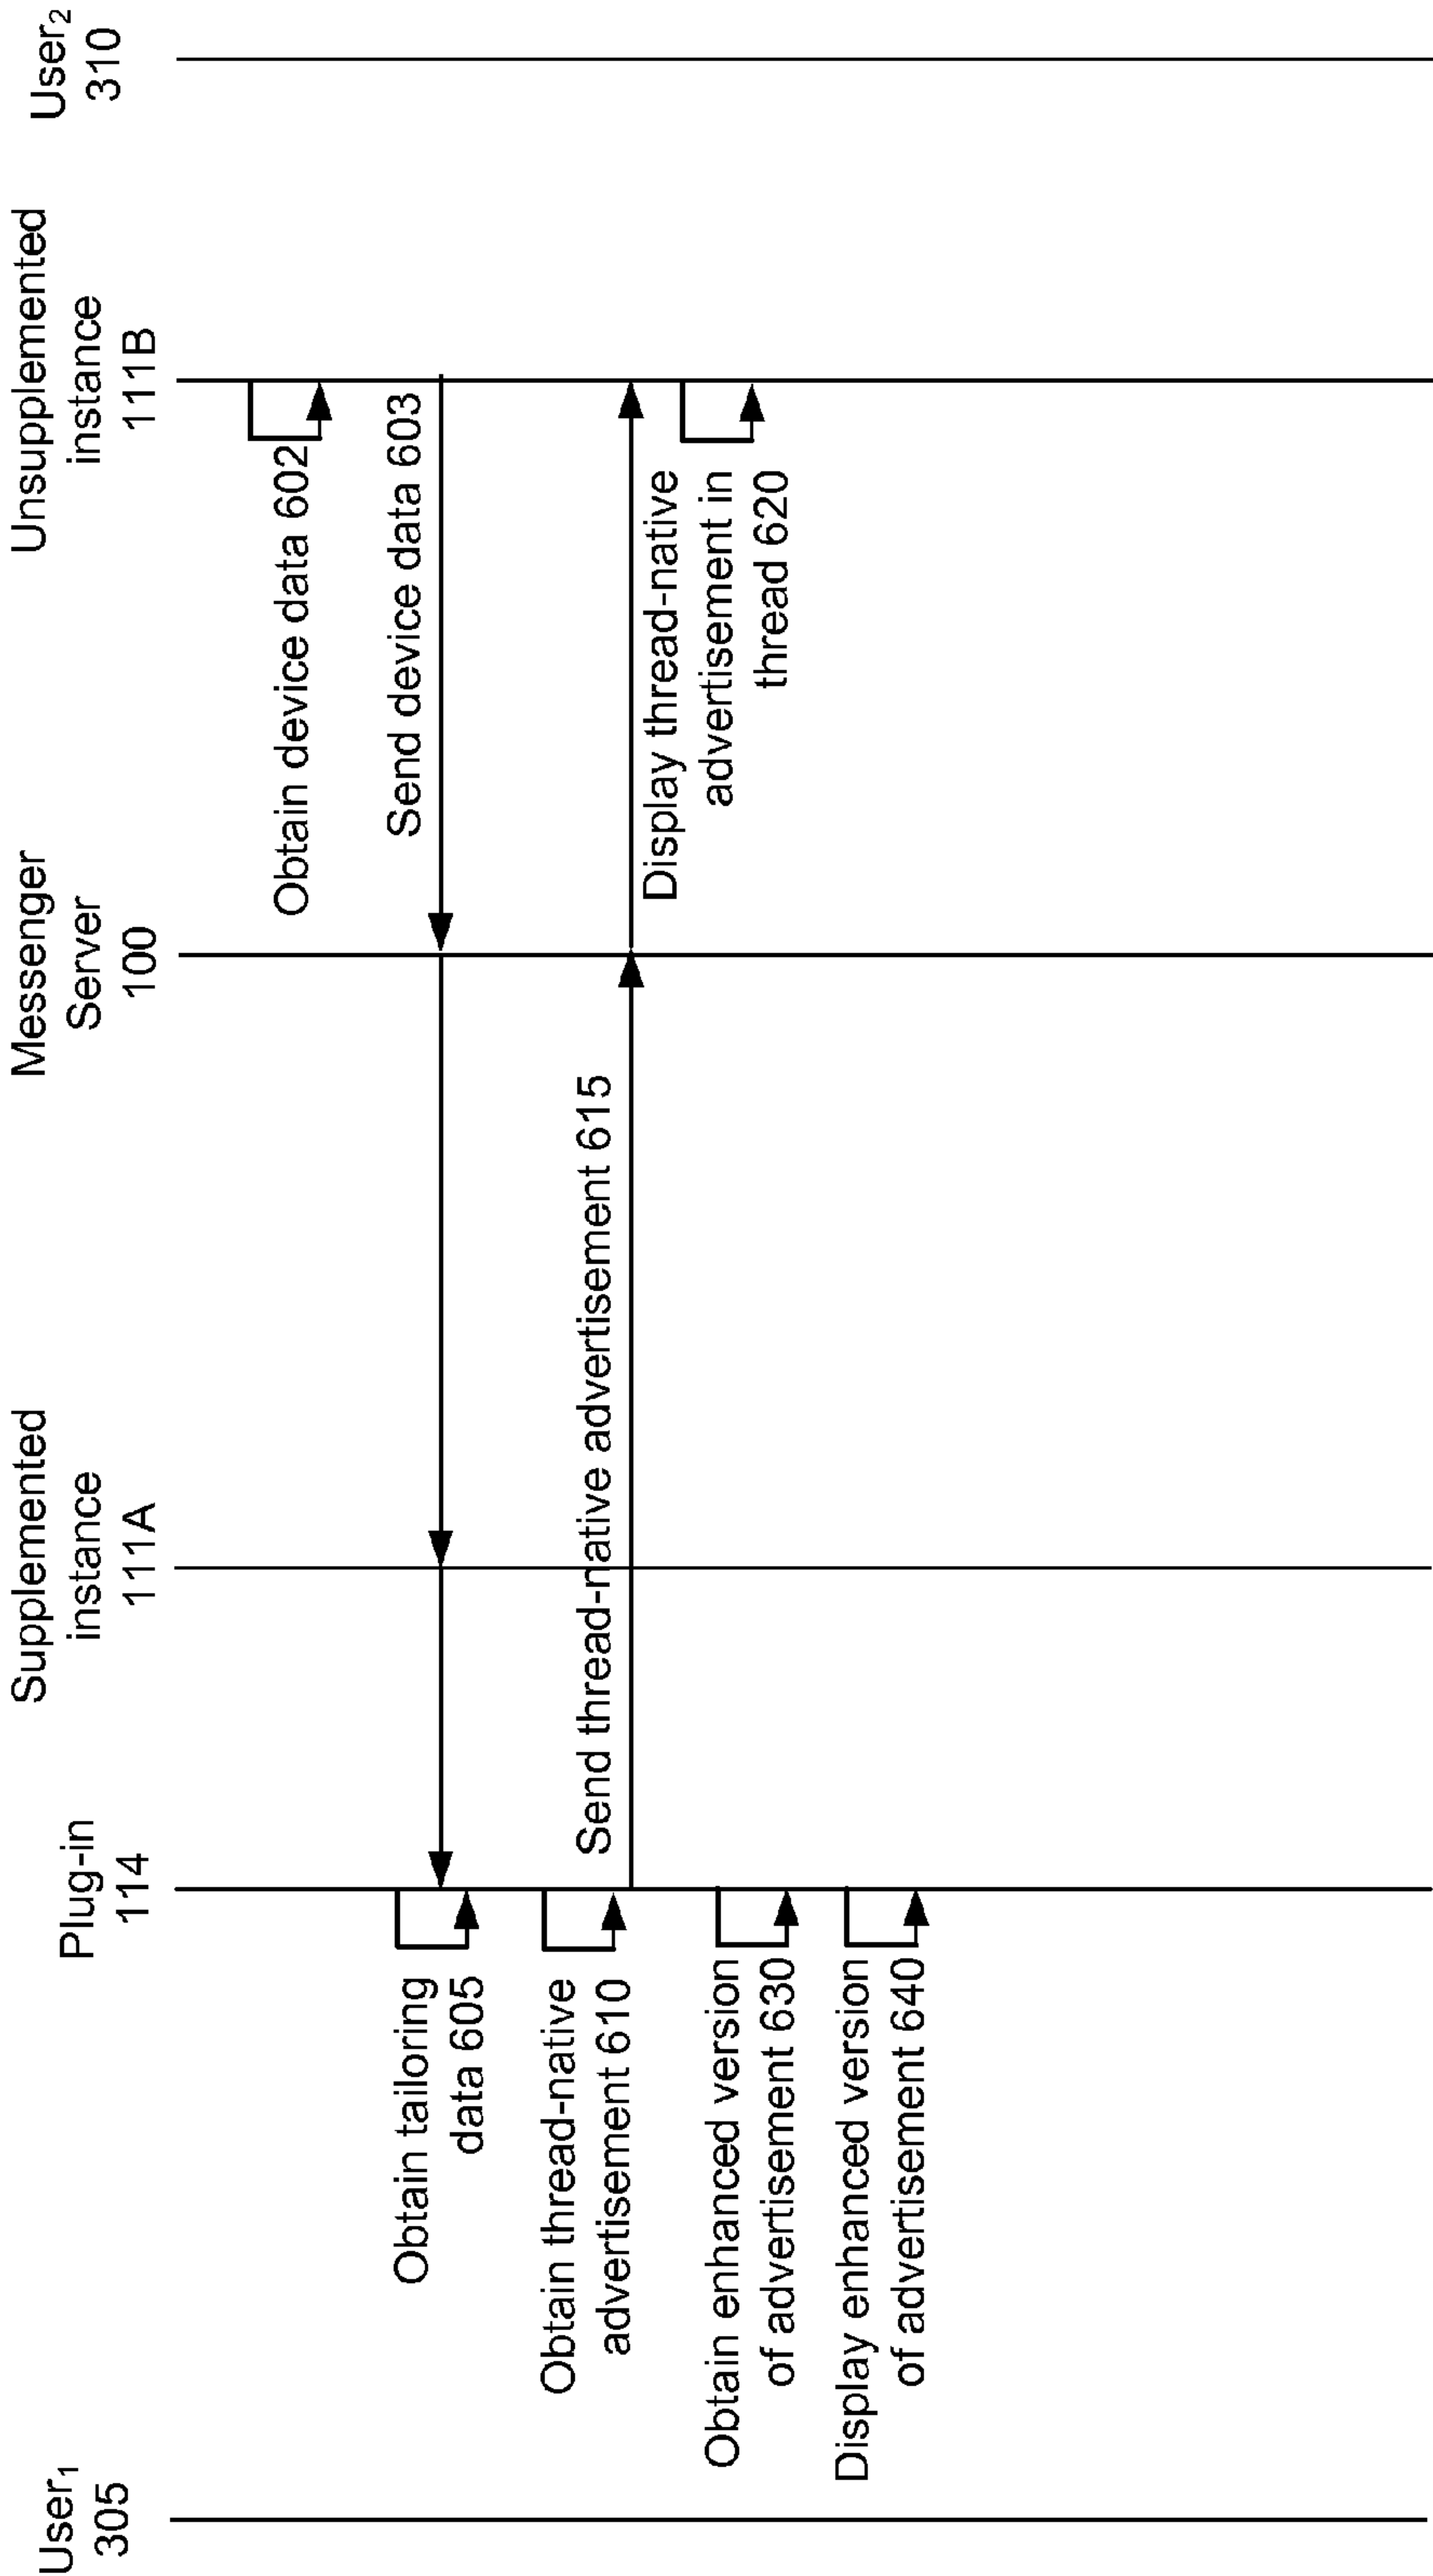 User₁
305
Plug-in
114
Supplemented
instance
111A
Messenger
Server
100
Unsupplemented
instance
111B
User₂
310
Obtain device data 602
Send device data 603
Obtain tailoring
data 605
Obtain thread-native
advertisement 610
Send thread-native advertisement 615
Display thread-native
advertisement in
thread 620
Obtain enhanced version
of advertisement 630
Display enhanced version
of advertisement 640